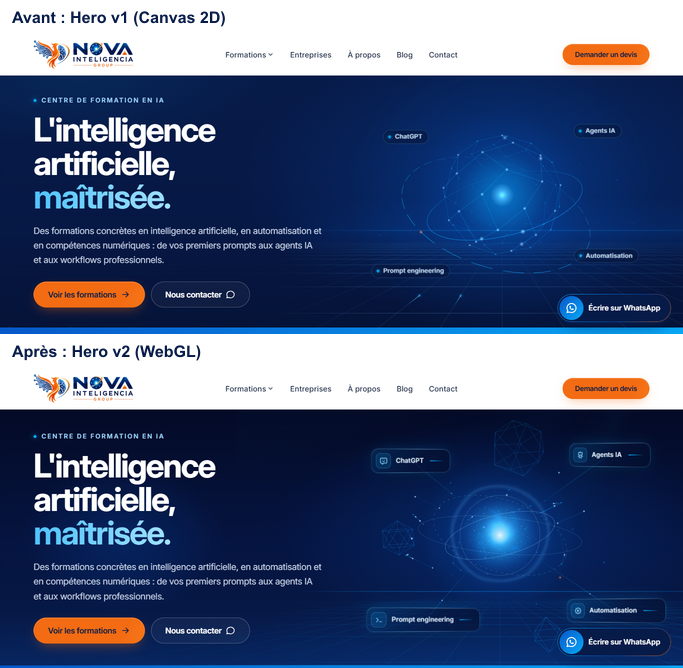 Avant : Hero v1 (Canvas 2D)
NOVA
INTELIGENCIA
GROUP
Formations
Entreprises
À propos
Blog
Contact
Demander un devis
CENTRE DE FORMATION EN IA
L'intelligence
artificielle,
maîtrisée.
Des formations concrètes en intelligence artificielle, en automatisation et
en compétences numériques : de vos premiers prompts aux agents IA
et aux workflows professionnels.
Voir les formations →
Nous contacter
ChatGPT
Agents IA
Prompt engineering
Automatisation
Écrire sur WhatsApp
Après : Hero v2 (WebGL)
NOVA
INTELIGENCIA
GROUP
Formations
Entreprises
À propos
Blog
Contact
Demander un devis
CENTRE DE FORMATION EN IA
L'intelligence
artificielle,
maîtrisée.
Des formations concrètes en intelligence artificielle, en automatisation et
en compétences numériques : de vos premiers prompts aux agents IA
et aux workflows professionnels.
Voir les formations →
Nous contacter
ChatGPT
Agents IA
Prompt engineering
Automatisation
Écrire sur WhatsApp